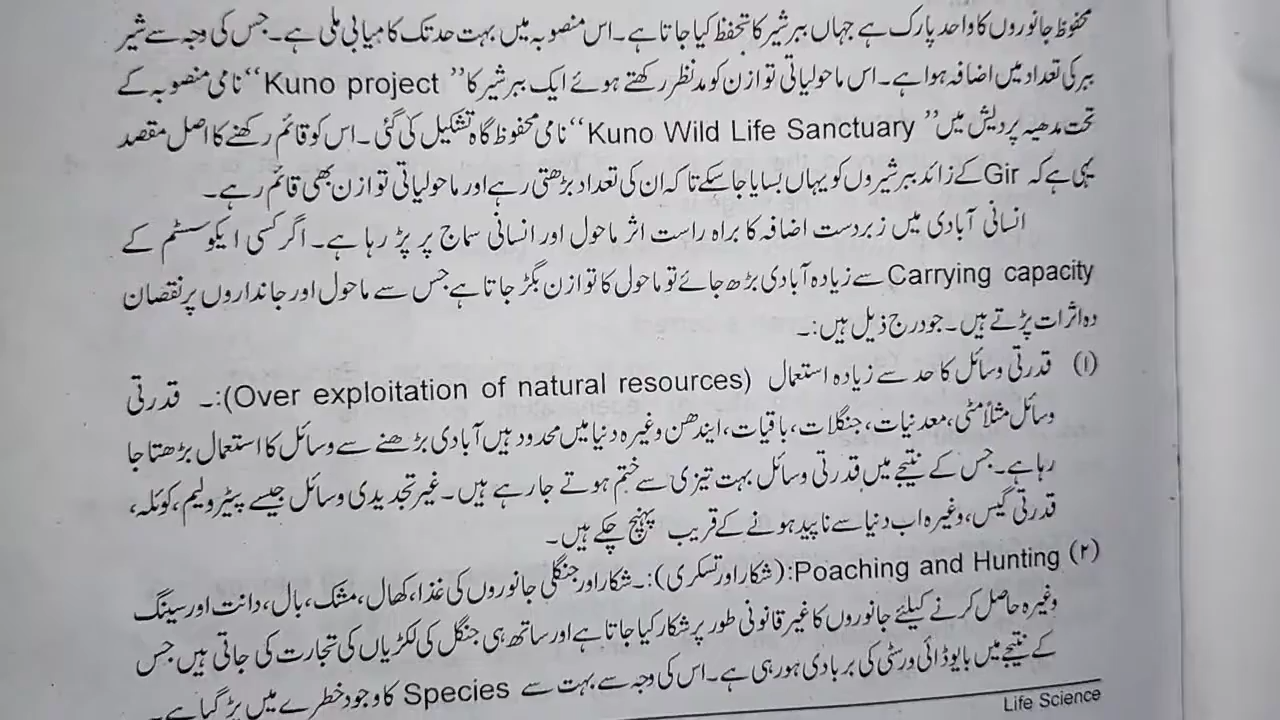 محفوظ جانوروں کا واحد پارک ہے جہاں ببر شیر کا تحفظ کیا جاتا ہے۔ اس منصوبہ میں بہت حد تک کامیابی ملی ہے۔ جس کی وجہ سے شیر
ببر کی تعداد میں اضافہ ہوا ہے۔ اس ماحولیاتی توازن کو مدنظر رکھتے ہوئے ایک ببر شیر کا ”Kuno project“ نامی منصوبہ کے
تحت مدھیہ پردیش میں ”Kuno Wild Life Sanctuary“ نامی محفوظ گاہ تشکیل کی گئی۔ اس کو قائم رکھنے کا اصل مقصد
یہی ہے کہ Gir کے زائد ببر شیروں کو یہاں بسایا جا سکے تاکہ ان کی تعداد بڑھتی رہے اور ماحولیاتی توازن بھی قائم رہے۔
انسانی آبادی میں زبردست اضافہ کا براہ راست اثر ماحول اور انسانی سماج پر پڑ رہا ہے۔ اگر کسی ایکوسسٹم کے
Carrying capacity سے زیادہ آبادی بڑھ جائے تو ماحول کا توازن بگڑ جاتا ہے جس سے ماحول اور جانداروں پر نقصان
دہ اثرات پڑتے ہیں۔ جو درج ذیل ہیں:۔
(۱) قدرتی وسائل کا حد سے زیادہ استعمال (Over exploitation of natural resources):۔ قدرتی
وسائل مثلاً مٹی، معدنیات، جنگلات، باقیات، ایندھن وغیرہ دنیا میں محدود ہیں آبادی بڑھنے سے وسائل کا استعمال بڑھتا جا
رہا ہے۔ جس کے نتیجے میں قدرتی وسائل بہت تیزی سے ختم ہوتے جا رہے ہیں۔ غیر تجدیدی وسائل جیسے پیٹرولیم، کوئلہ،
قدرتی گیس، وغیرہ اب دنیا سے ناپید ہونے کے قریب پہنچ چکے ہیں۔
(۲) Poaching and Hunting: (شکار اور تسکری):۔ شکار اور جنگلی جانوروں کی غذا، کھال، مشک، بال، دانت اور سینگ
وغیرہ حاصل کرنے کیلئے جانوروں کا غیر قانونی طور پر شکار کیا جاتا ہے اور ساتھ ہی جنگل کی لکڑیاں کی تجارت کی جاتی ہیں جس
کے نتیجے میں بایوڈائی ورسٹی کی بربادی ہو رہی ہے۔ اس کی وجہ سے بہت سے Species کا وجود خطرے میں پڑ گیا ہے۔
Life Science